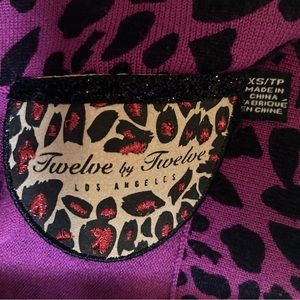 Twelve by Twelve
LOS ANGELES
XS/TP
MADE IN
CHINA
FABRIQUÉ
EN CHINE